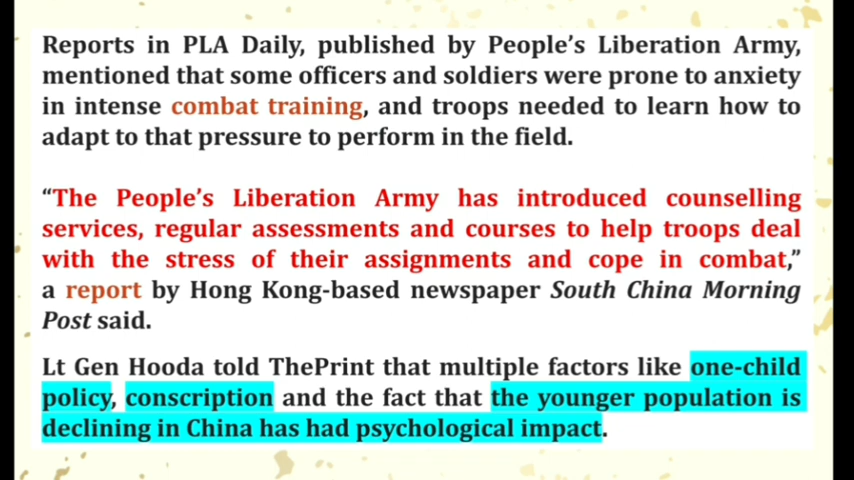 Reports in PLA Daily, published by People's Liberation Army,
mentioned that some officers and soldiers were prone to anxiety
in intense combat training, and troops needed to learn how to
adapt to that pressure to perform in the field.
“The People's Liberation Army has introduced counselling
services, regular assessments and courses to help troops deal
with the stress of their assignments and cope in combat,”
a report by Hong Kong-based newspaper South China Morning
Post said.
Lt Gen Hooda told ThePrint that multiple factors like one-child
policy, conscription and the fact that the younger population is
declining in China has had psychological impact.